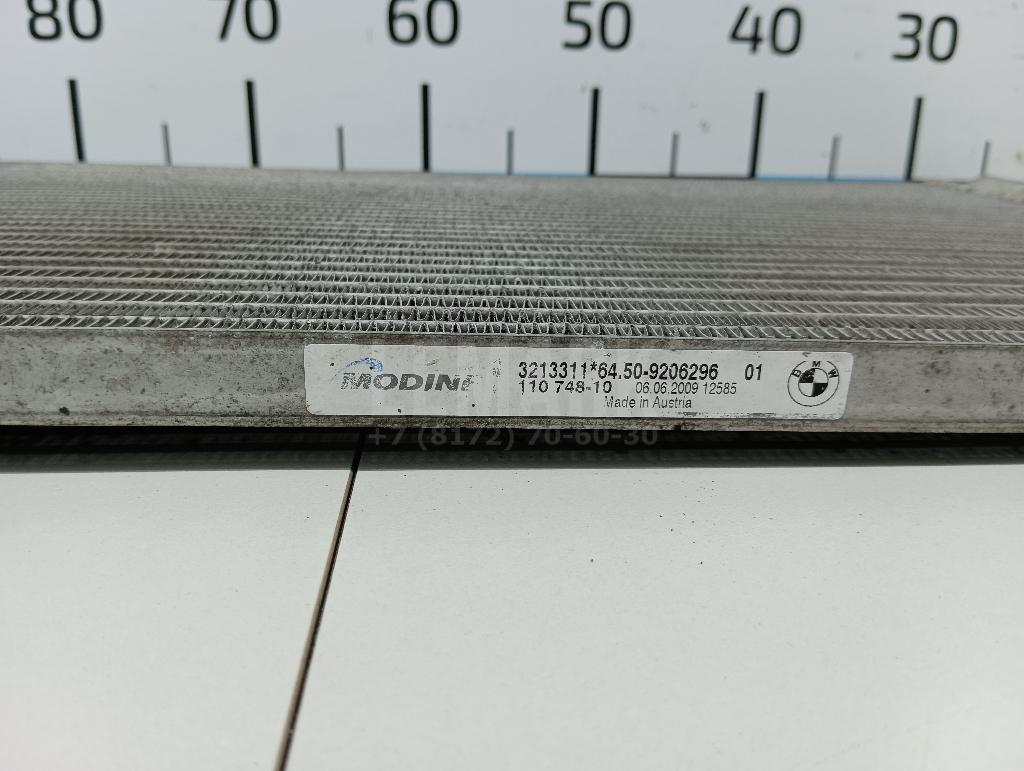 80 70 60 50 40 30
MODINE
3213311*64.50-9206296 01
110 748-10 06.06.2009 12585
Made in Austria
BMW
+7 (8172) 70-60-30